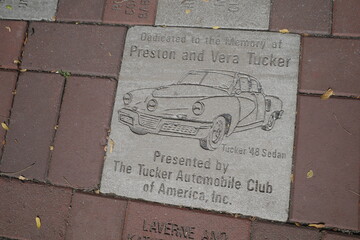 Dedicated to the Memory of
Preston and Vera Tucker
Tucker '48 Sedan
Presented by
The Tucker Automobile Club
of America, Inc.
LAVERNE AND